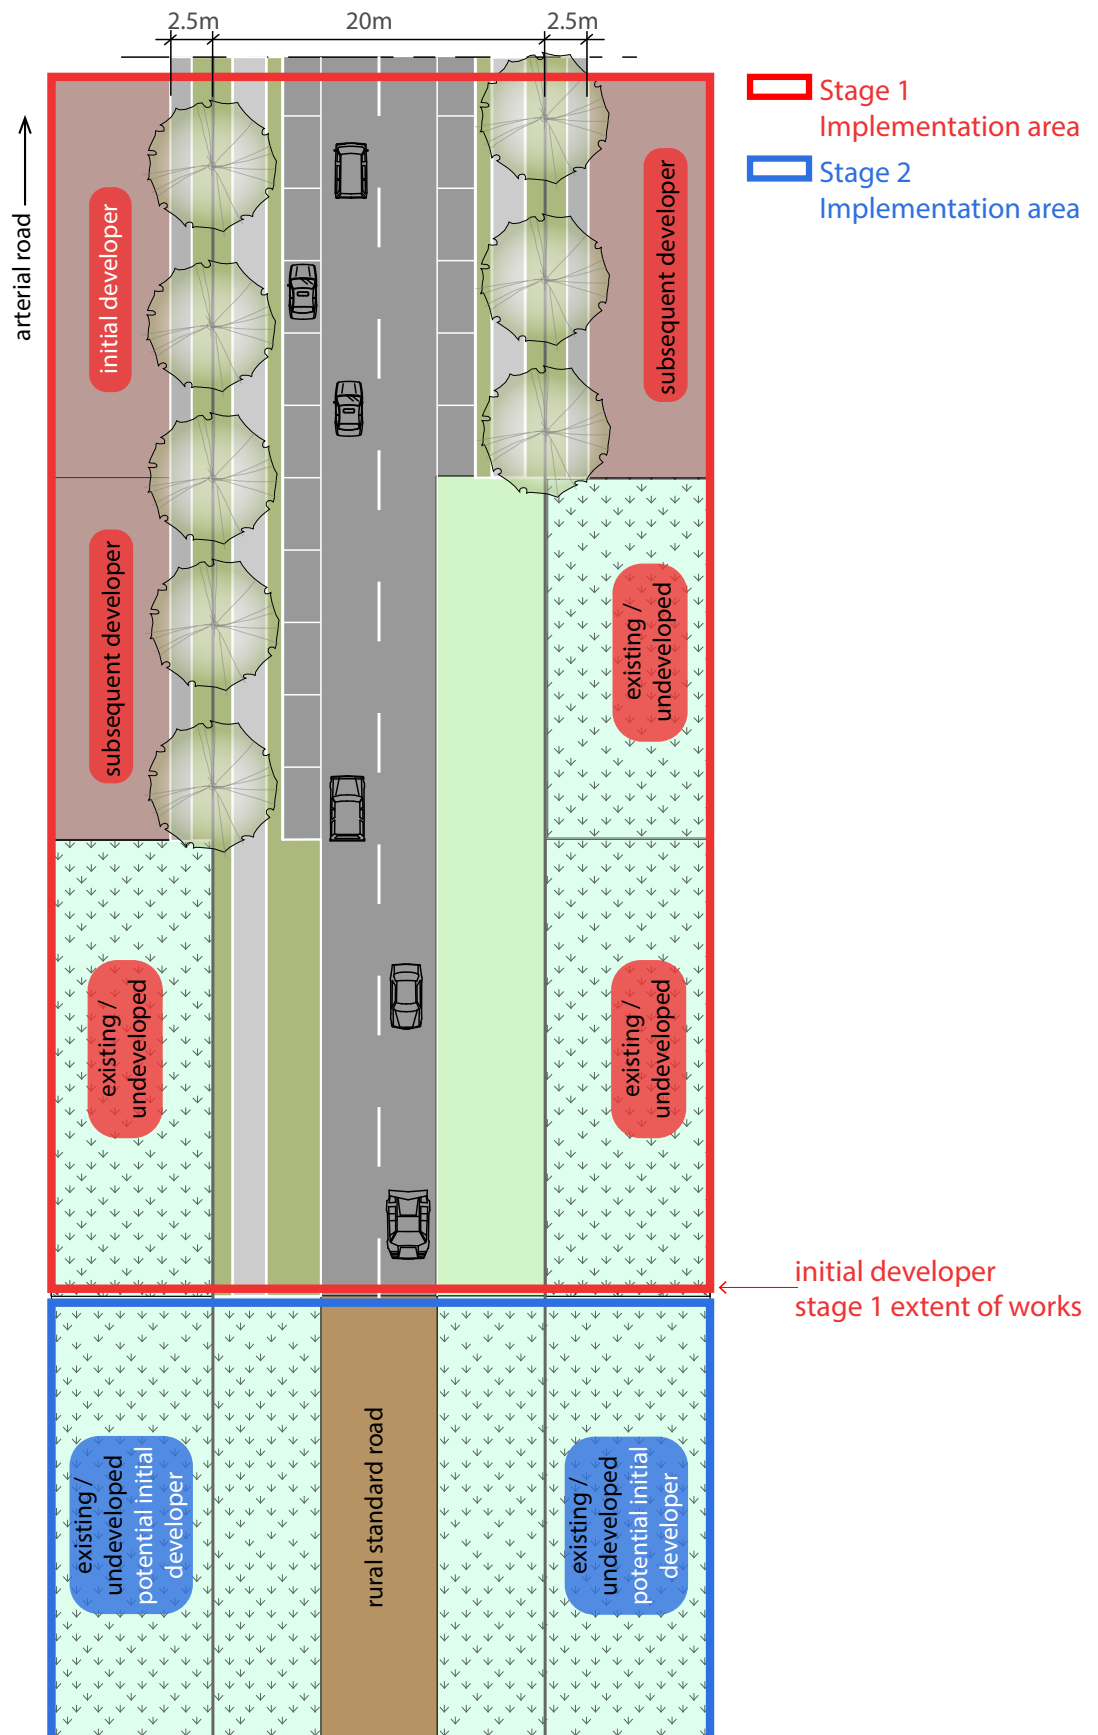 2.5m
20m
2.5m
Stage 1
Implementation area
Stage 2
Implementation area
arterial road
initial developer
subsequent developer
subsequent developer
existing /
undeveloped
existing /
undeveloped
existing /
undeveloped
initial developer
stage 1 extent of works
existing /
undeveloped
potential initial
developer
rural standard road
existing /
undeveloped
potential initial
developer